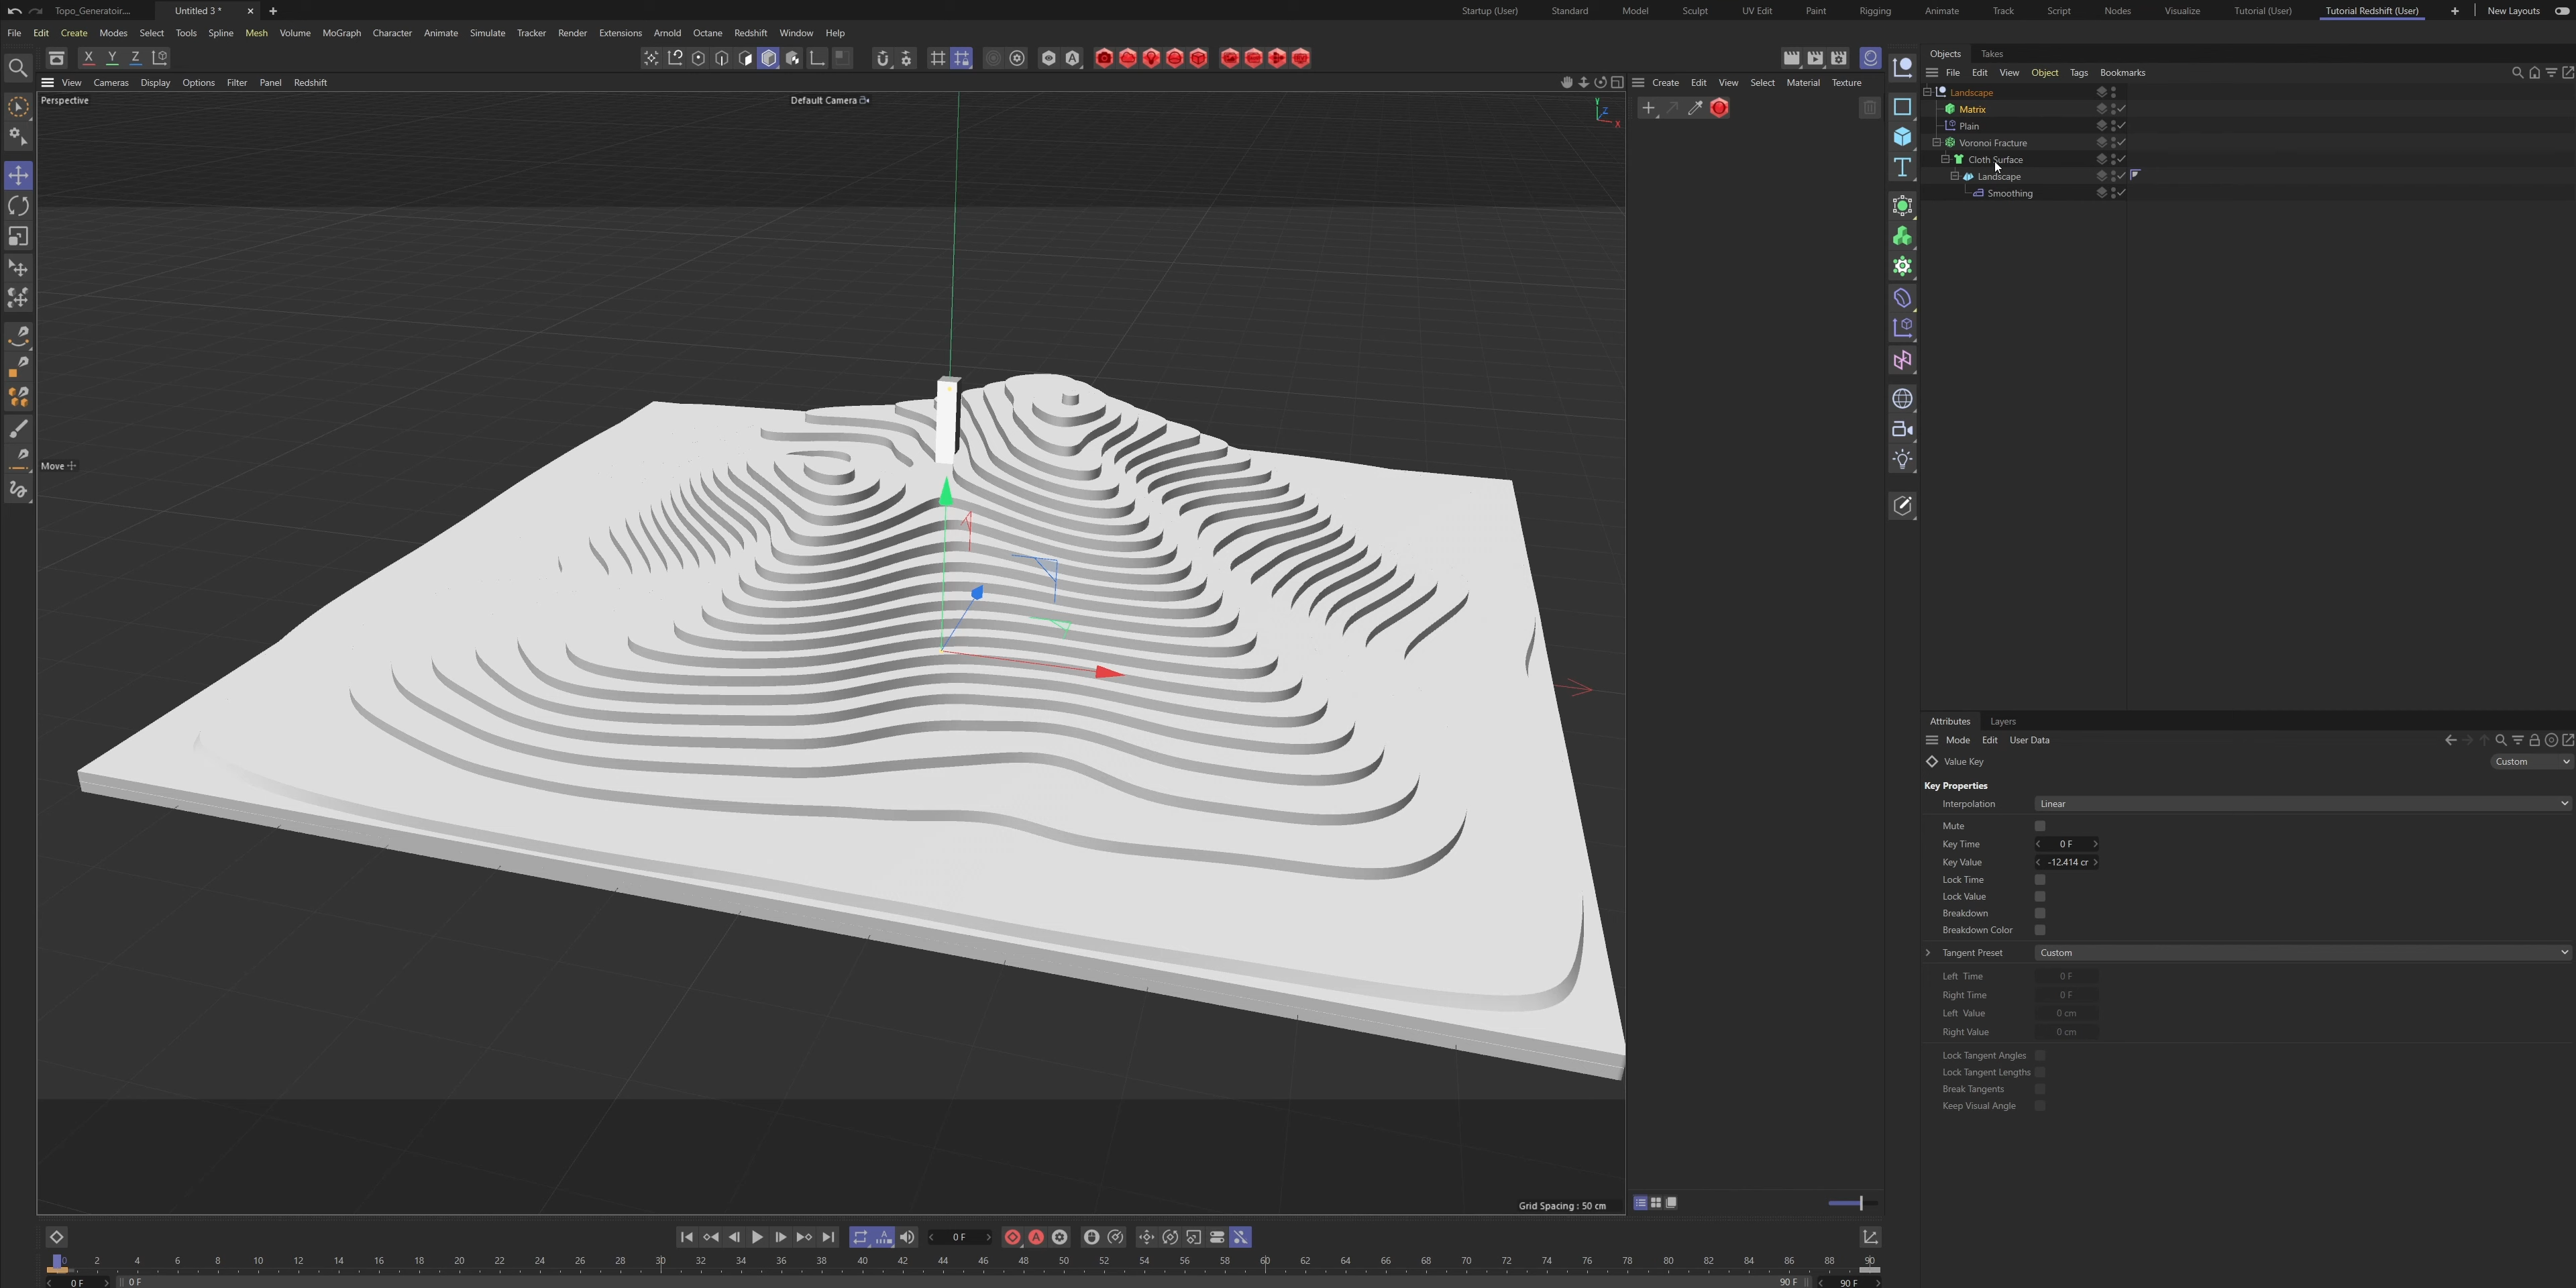 Topo_Generatoir....
Untitled 3 *
Startup (User) Standard Model Sculpt UV Edit Paint Rigging Animate Track Script Nodes Visualize Tutorial (User) Tutorial Redshift (User) New Layouts
File Edit Create Modes Select Tools Spline Mesh Volume MoGraph Character Animate Simulate Tracker Render Extensions Arnold Octane Redshift Window Help
X Y Z
View Cameras Display Options Filter Panel Redshift
Perspective
Default Camera
Y
Z
X
Move
Grid Spacing : 50 cm
Create Edit View Select Material Texture
Objects Takes
File Edit View Object Tags Bookmarks
Landscape
Matrix
Plain
Voronoi Fracture
Cloth Surface
Landscape
Smoothing
Attributes Layers
Mode Edit User Data
Value Key Custom
Key Properties
Interpolation Linear
Mute
Key Time 0 F
Key Value -12.414 cr
Lock Time
Lock Value
Breakdown
Breakdown Color
Tangent Preset Custom
Left Time 0 F
Right Time 0 F
Left Value 0 cm
Right Value 0 cm
Lock Tangent Angles
Lock Tangent Lengths
Break Tangents
Keep Visual Angle
0 F
0 2 4 6 8 10 12 14 16 18 20 22 24 26 28 30 32 34 36 38 40 42 44 46 48 50 52 54 56 58 60 62 64 66 68 70 72 74 76 78 80 82 84 86 88 90
0 F 0 F 90 F 90 F